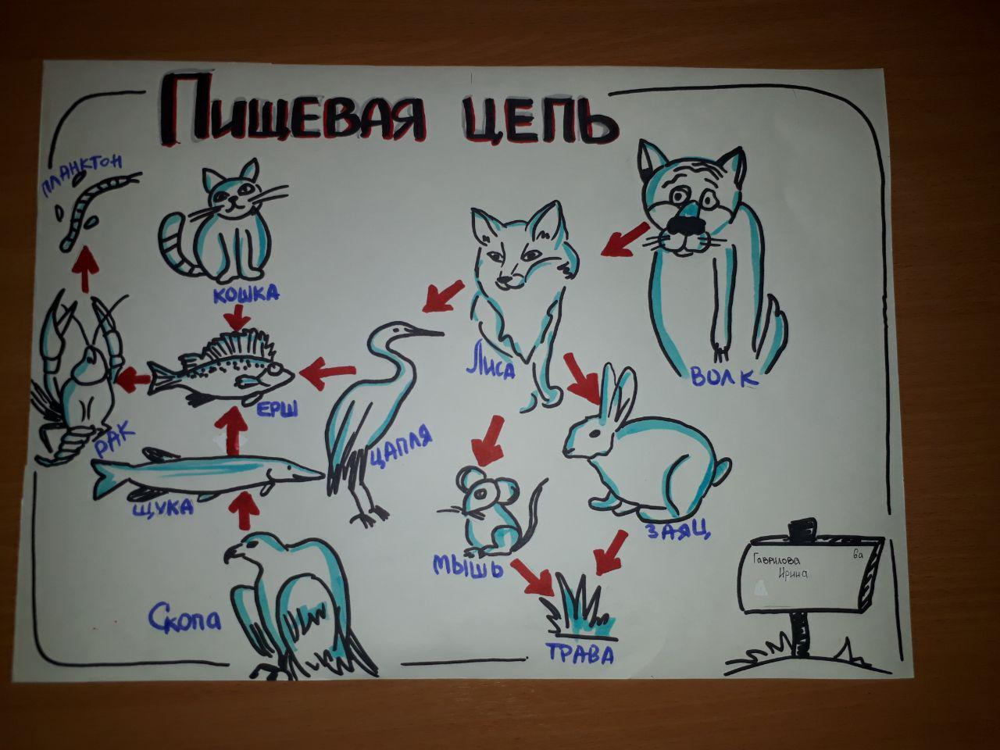 Пищевая цепь
планктон
кошка
Лиса
волк
ерш
рак
цапля
щука
заяц
мышь
Скопа
трава
Гаврилова 6а
Ирина